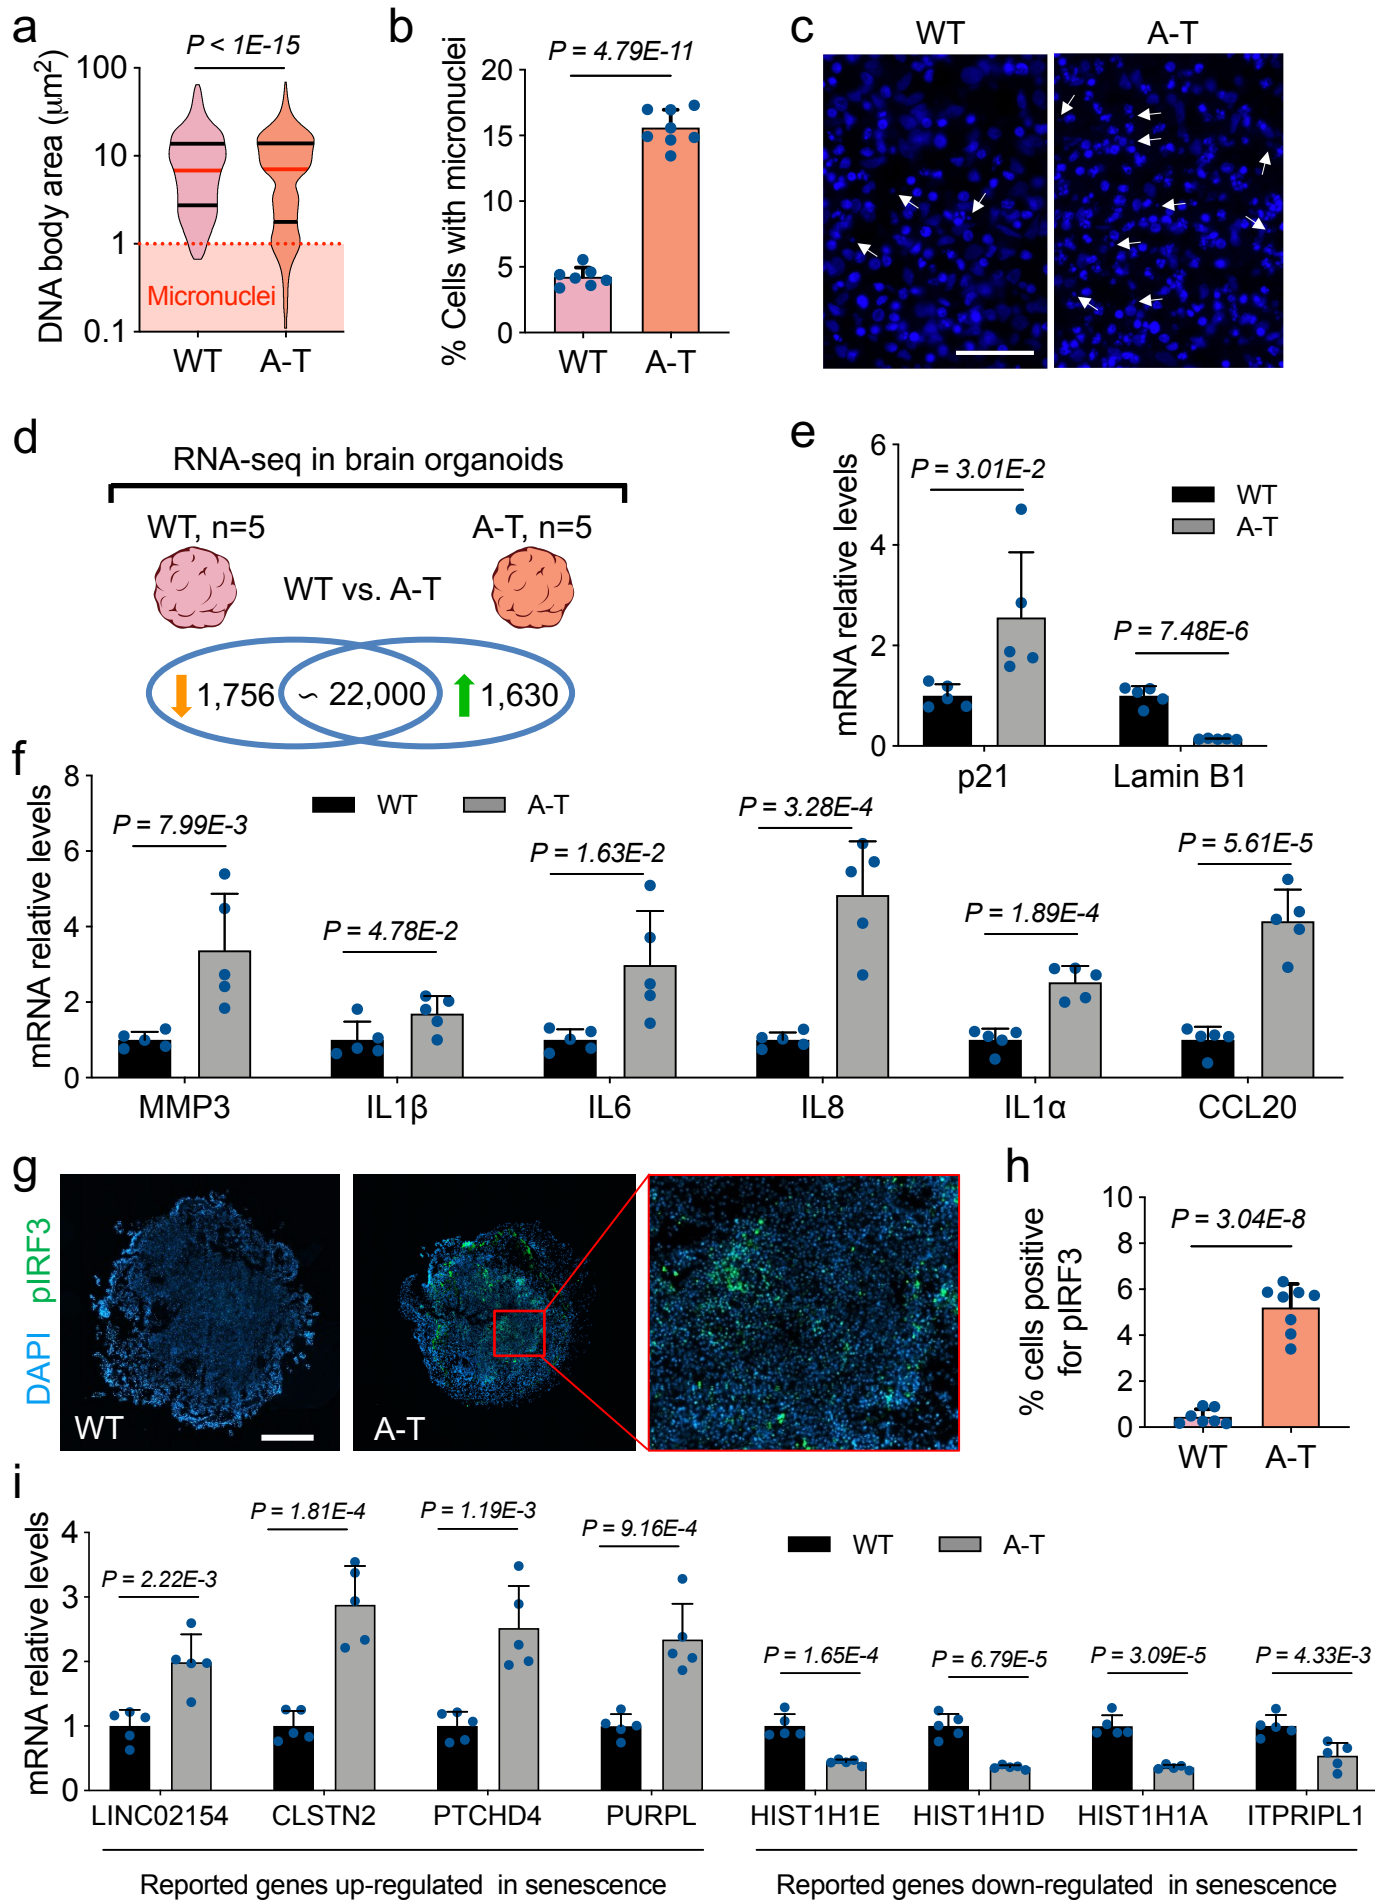 a
P < 1E-15
DNA body area (μm²)
100
10
1
0.1
Micronuclei
WT
A-T
b
P = 4.79E-11
% Cells with micronuclei
20
15
10
5
0
WT
A-T
c
WT
A-T
d
RNA-seq in brain organoids
WT, n=5
A-T, n=5
WT vs. A-T
1,756
∽ 22,000
1,630
e
mRNA relative levels
6
4
2
0
P = 3.01E-2
P = 7.48E-6
WT
A-T
p21
Lamin B1
f
mRNA relative levels
8
6
4
2
0
WT
A-T
P = 7.99E-3
P = 4.78E-2
P = 1.63E-2
P = 3.28E-4
P = 1.89E-4
P = 5.61E-5
MMP3
IL1β
IL6
IL8
IL1α
CCL20
g
DAPI pIRF3
WT
A-T
h
% cells positive
for pIRF3
10
8
6
4
2
0
P = 3.04E-8
WT
A-T
i
mRNA relative levels
4
3
2
1
0
P = 2.22E-3
P = 1.81E-4
P = 1.19E-3
P = 9.16E-4
WT
A-T
P = 1.65E-4
P = 6.79E-5
P = 3.09E-5
P = 4.33E-3
LINC02154
CLSTN2
PTCHD4
PURPL
HIST1H1E
HIST1H1D
HIST1H1A
ITPRIPL1
Reported genes up-regulated in senescence
Reported genes down-regulated in senescence